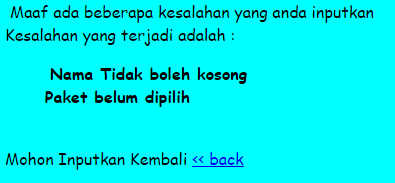 Maaf ada beberapa kesalahan yang anda inputkan
Kesalahan yang terjadi adalah :
Nama Tidak boleh kosong
Paket belum dipilih
Mohon Inputkan Kembali << back